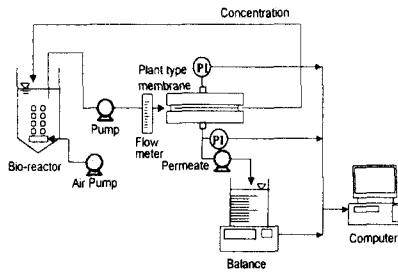 Concentration
Plant type
membrane
PI
Pump
Flow
meter
PI
Permeate
Bio-reactor
Air Pump
Computer
Balance